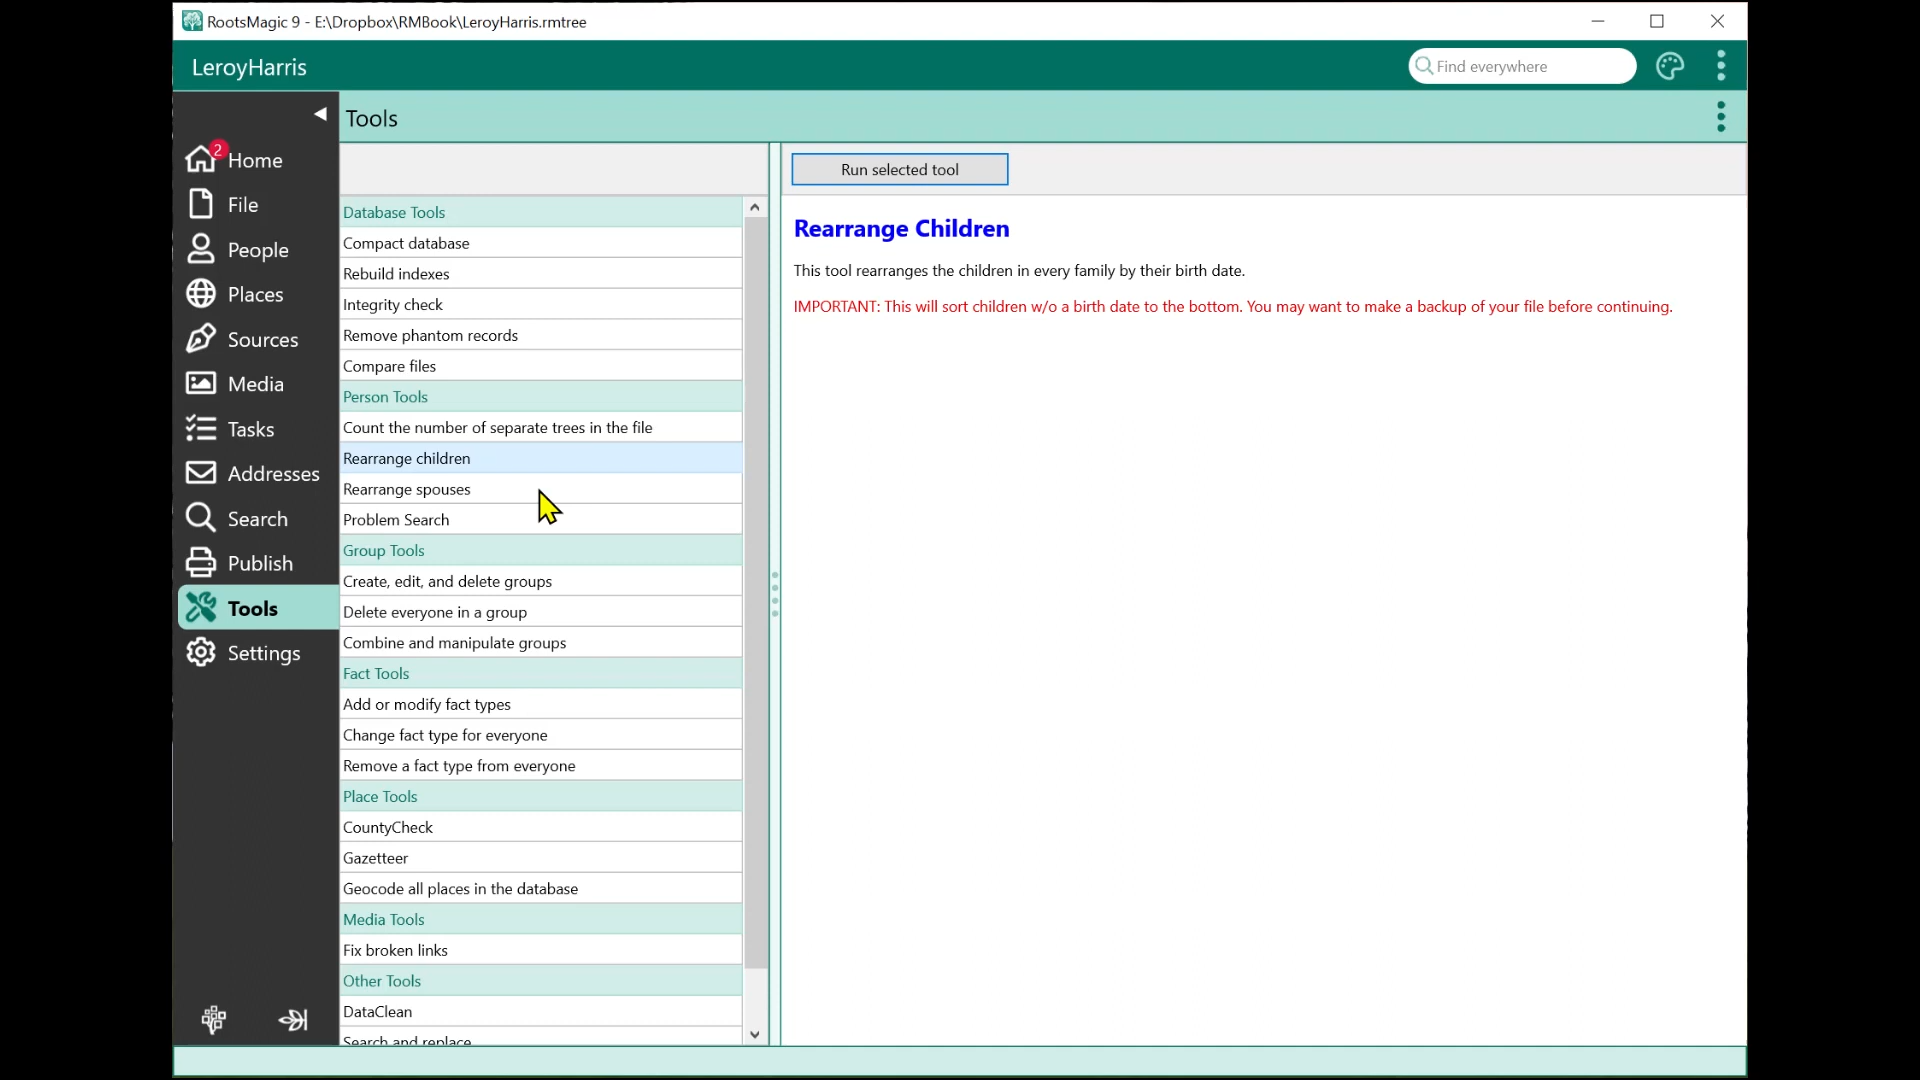 RootsMagic 9 - E:\Dropbox\RMBook\LeroyHarris.rmtree
LeroyHarris
Find everywhere
Tools
2
Home
File
People
Places
Sources
Media
Tasks
Addresses
Search
Publish
Tools
Settings
Database Tools
Compact database
Rebuild indexes
Integrity check
Remove phantom records
Compare files
Person Tools
Count the number of separate trees in the file
Rearrange children
Rearrange spouses
Problem Search
Group Tools
Create, edit, and delete groups
Delete everyone in a group
Combine and manipulate groups
Fact Tools
Add or modify fact types
Change fact type for everyone
Remove a fact type from everyone
Place Tools
CountyCheck
Gazetteer
Geocode all places in the database
Media Tools
Fix broken links
Other Tools
DataClean
Search and replace
Run selected tool
Rearrange Children
This tool rearranges the children in every family by their birth date.
IMPORTANT: This will sort children w/o a birth date to the bottom. You may want to make a backup of your file before continuing.